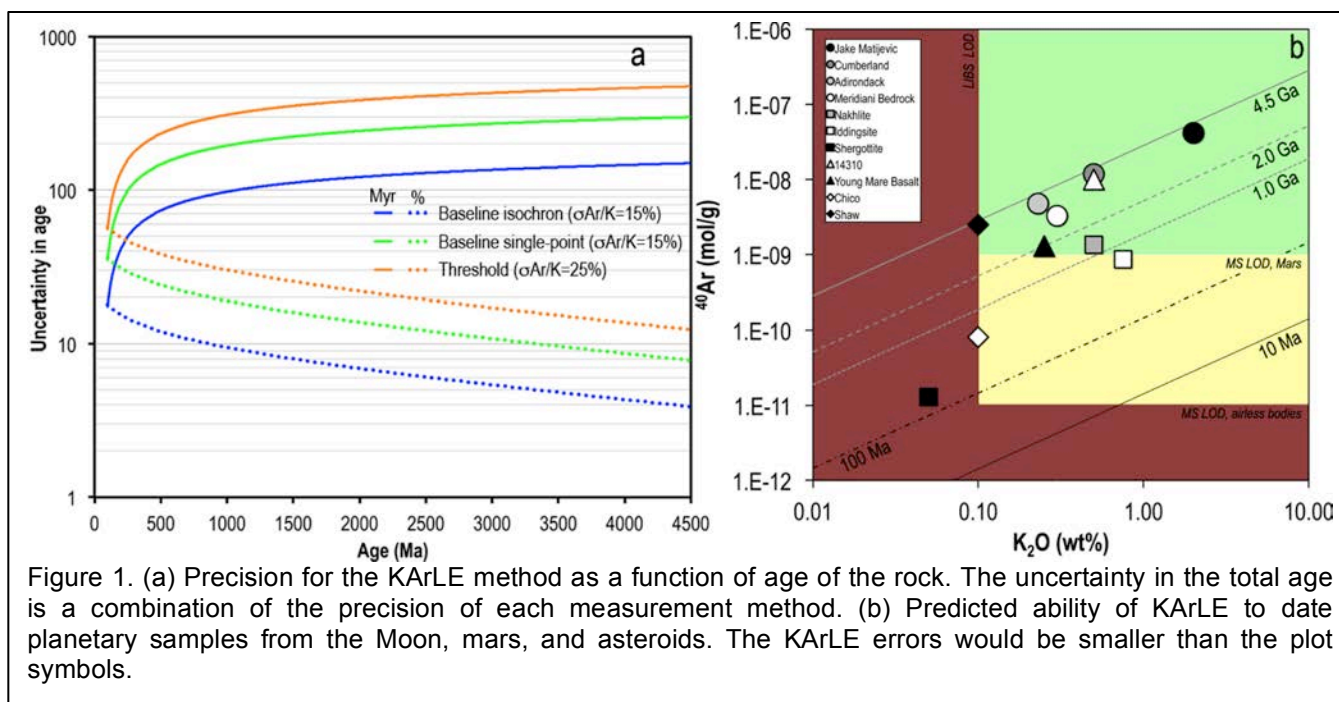 1000
100
10
1
Uncertainty in age
a
Myr %
Baseline isochron (σAr/K=15%)
Baseline single-point (σAr/K=15%)
Threshold (σAr/K=25%)
0 500 1000 1500 2000 2500 3000 3500 4000 4500
Age (Ma)
1.E-06
1.E-07
1.E-08
1.E-09
1.E-10
1.E-11
1.E-12
⁴⁰Ar (mol/g)
b
Jake Matijevic
Cumberland
Adirondack
Meridiani Bedrock
Nakhlite
Iddingsite
Shergottite
14310
Young Mare Basalt
Chico
Shaw
LIBS LOD
4.5 Ga
2.0 Ga
1.0 Ga
MS LOD, Mars
10 Ma
MS LOD, airless bodies
100 Ma
0.01 0.10 1.00 10.00
K₂O (wt%)
Figure 1. (a) Precision for the KArLE method as a function of age of the rock. The uncertainty in the total age
is a combination of the precision of each measurement method. (b) Predicted ability of KArLE to date
planetary samples from the Moon, mars, and asteroids. The KArLE errors would be smaller than the plot
symbols.